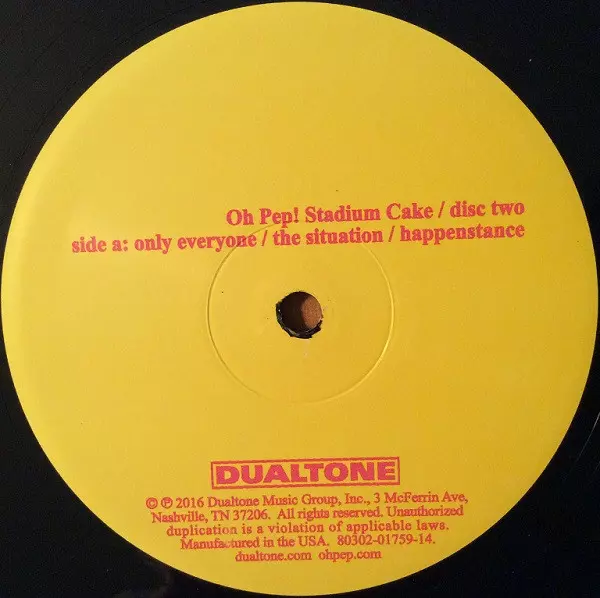 Oh Pep! Stadium Cake / disc two
side a: only everyone / the situation / happenstance
DUALTONE
© ℗ 2016 Dualtone Music Group, Inc., 3 McFerrin Ave,
Nashville, TN 37206. All rights reserved. Unauthorized
duplication is a violation of applicable laws.
Manufactured in the USA. 80302-01759-14.
dualtone.com ohpep.com